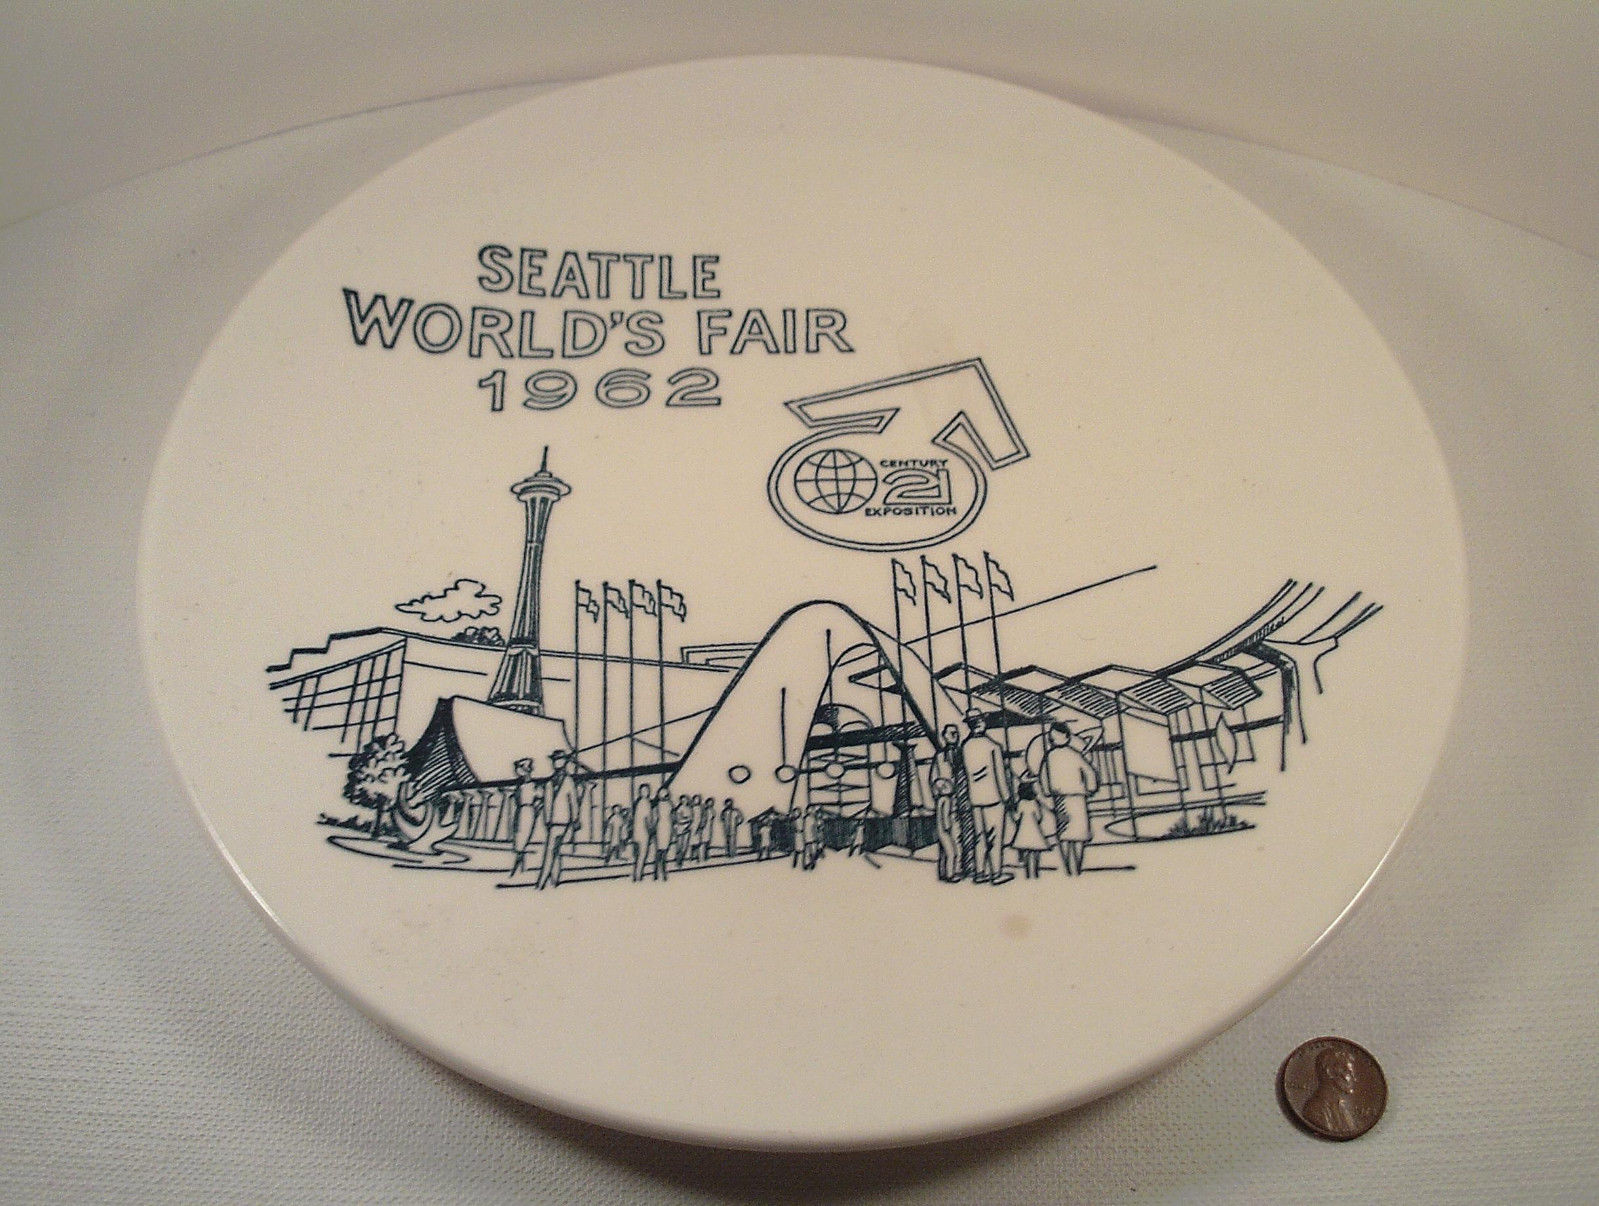 SEATTLE
WORLD'S FAIR
1962
CENTURY
21
EXPOSITION